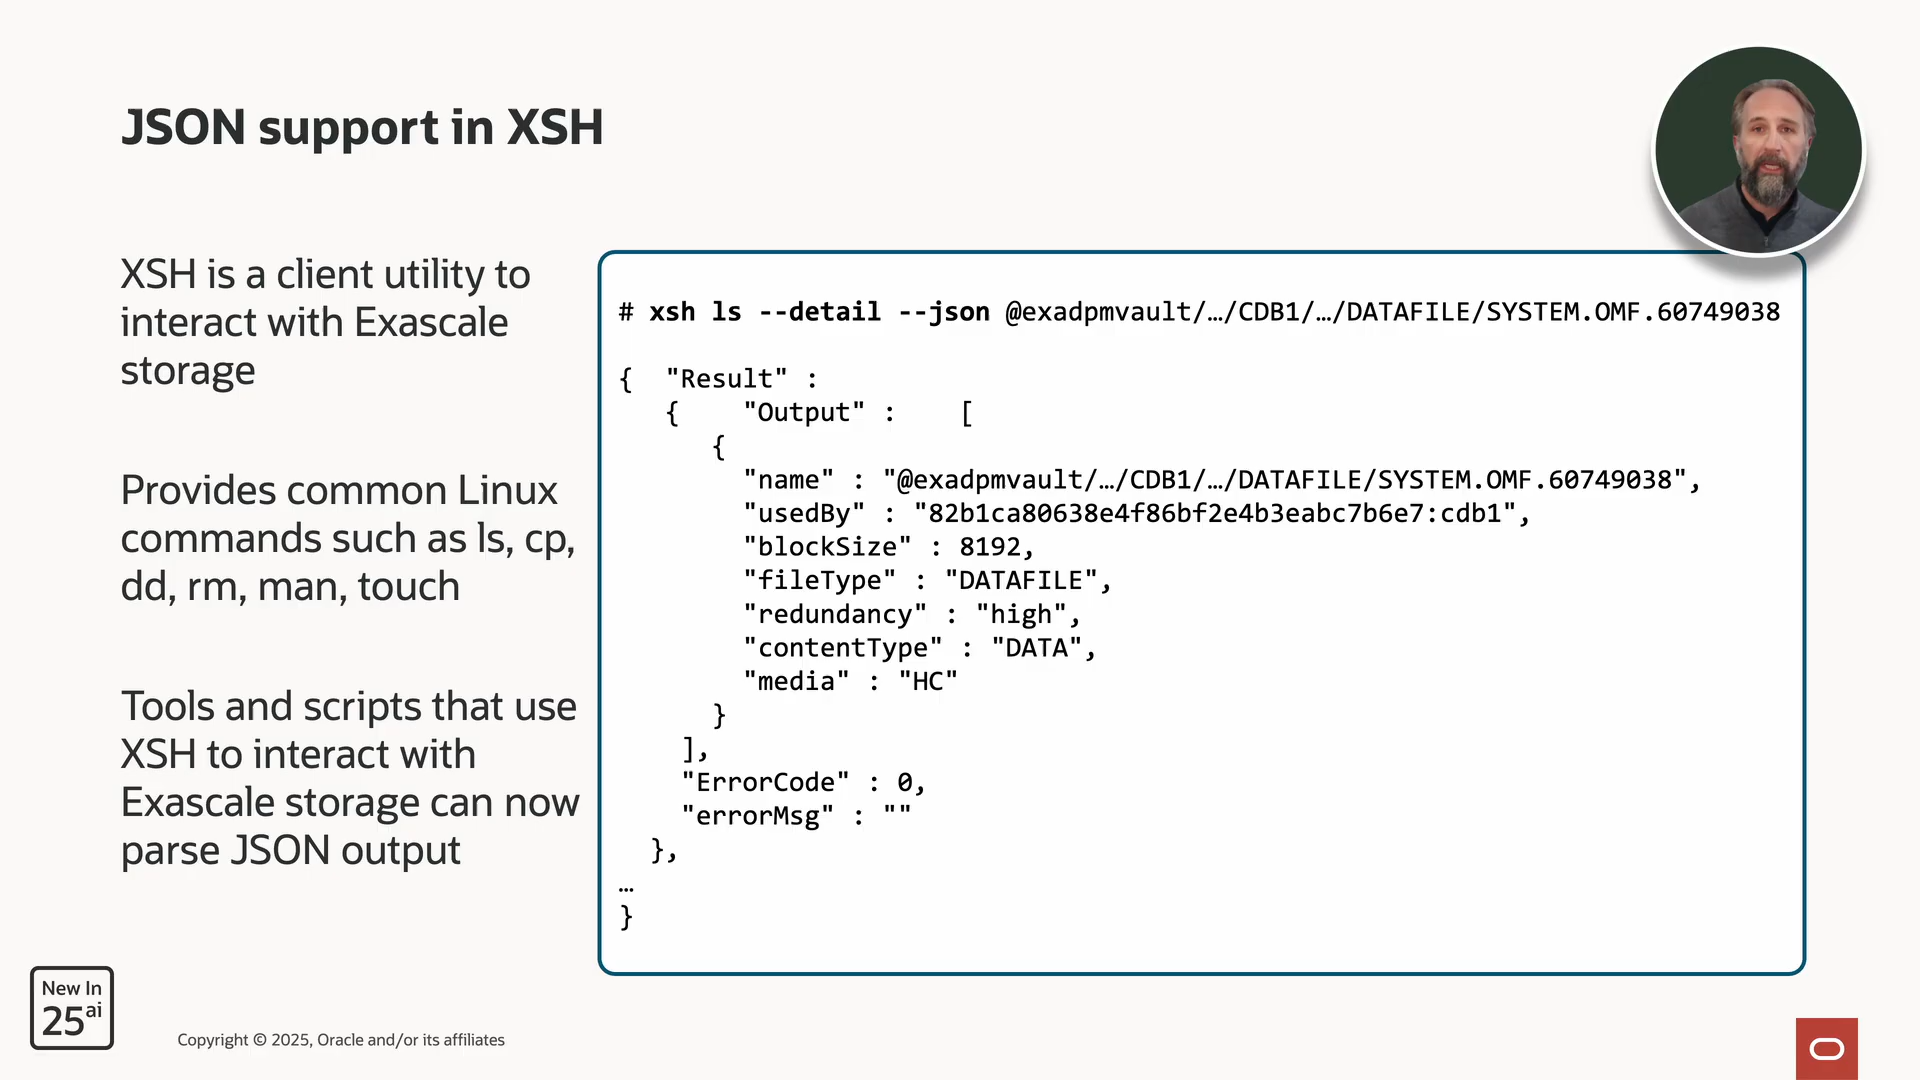 JSON support in XSH
XSH is a client utility to
interact with Exascale
storage
Provides common Linux
commands such as ls, cp,
dd, rm, man, touch
Tools and scripts that use
XSH to interact with
Exascale storage can now
parse JSON output
# xsh ls --detail --json @exadpmvault/…/CDB1/…/DATAFILE/SYSTEM.OMF.60749038
{  "Result" :
{    "Output" :    [
{
"name" : "@exadpmvault/…/CDB1/…/DATAFILE/SYSTEM.OMF.60749038",
"usedBy" : "82b1ca80638e4f86bf2e4b3eabc7b6e7:cdb1",
"blockSize" : 8192,
"fileType" : "DATAFILE",
"redundancy" : "high",
"contentType" : "DATA",
"media" : "HC"
}
],
"ErrorCode" : 0,
"errorMsg" : ""
},
…
}
New In
25ai
Copyright © 2025, Oracle and/or its affiliates